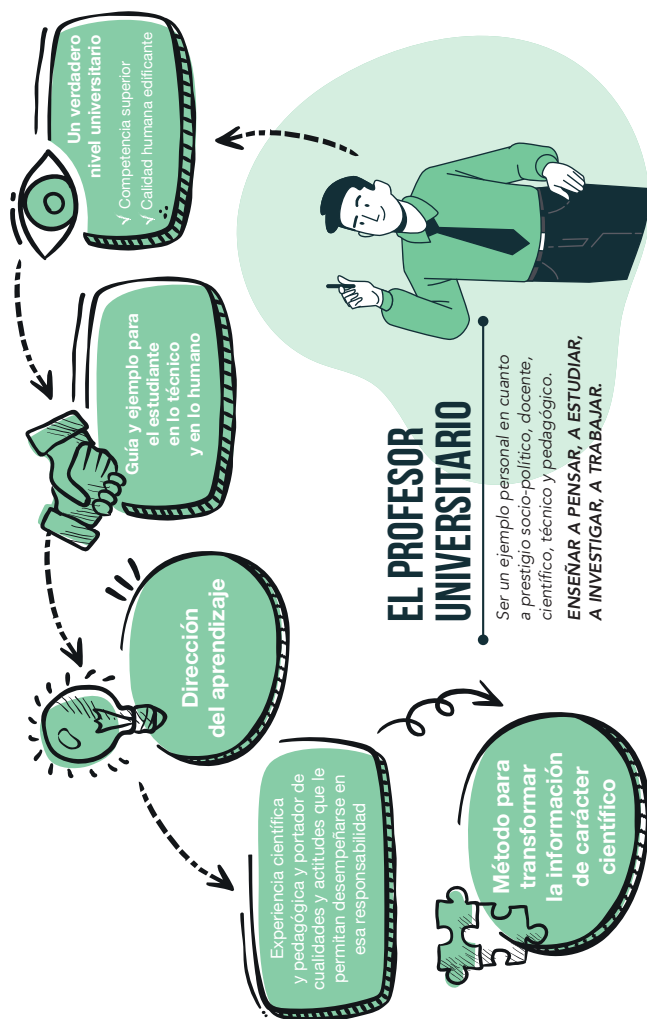 EL PROFESOR
UNIVERSITARIO
Ser un ejemplo personal en cuanto
a prestigio socio-político, docente,
científico, técnico y pedagógico.
ENSEÑAR A PENSAR, A ESTUDIAR,
A INVESTIGAR, A TRABAJAR.
Un verdadero
nivel universitario
√ Competencia superior
√ Calidad humana edificante
Guía y ejemplo para
el estudiante
en lo técnico
y en lo humano
Dirección
del aprendizaje
Experiencia científica
y pedagógica y portador de
cualidades y actitudes que le
permitan desempeñarse en
esa responsabilidad
Método para
transformar
la información
de carácter
científico